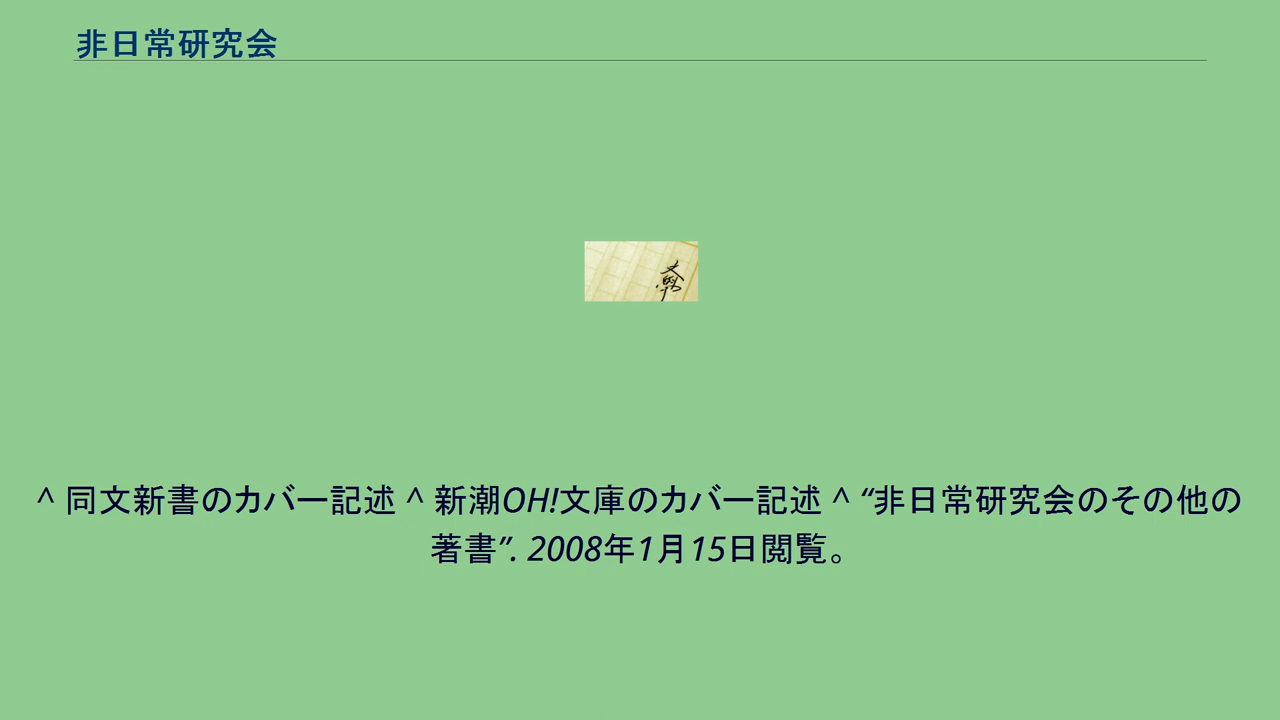 非日常研究会
^ 同文新書のカバー記述 ^ 新潮OH!文庫のカバー記述 ^ “非日常研究会のその他の
著書”. 2008年1月15日閲覧。